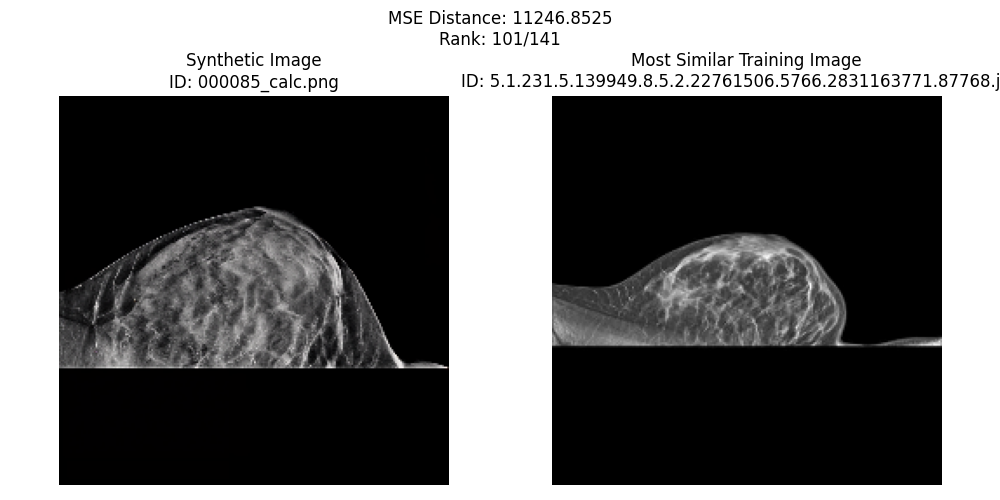 MSE Distance: 11246.8525
Rank: 101/141
Synthetic Image
ID: 000085_calc.png
Most Similar Training Image
ID: 5.1.231.5.139949.8.5.2.22761506.5766.2831163771.87768.j